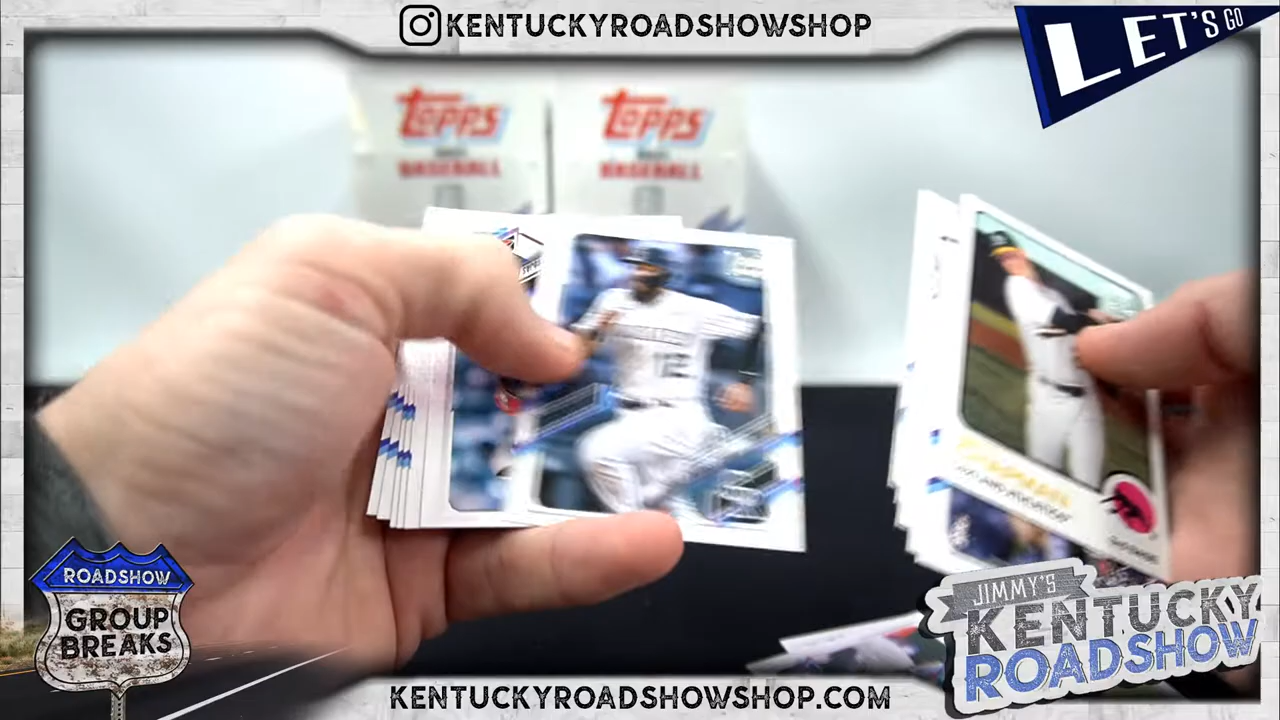 KENTUCKYROADSHOWSHOP
LET'S GO
Topps
BASEBALL
Topps
BASEBALL
12
ROADSHOW
GROUP
BREAKS
JIMMY'S
KENTUCKY
ROADSHOW
KENTUCKYROADSHOWSHOP.COM